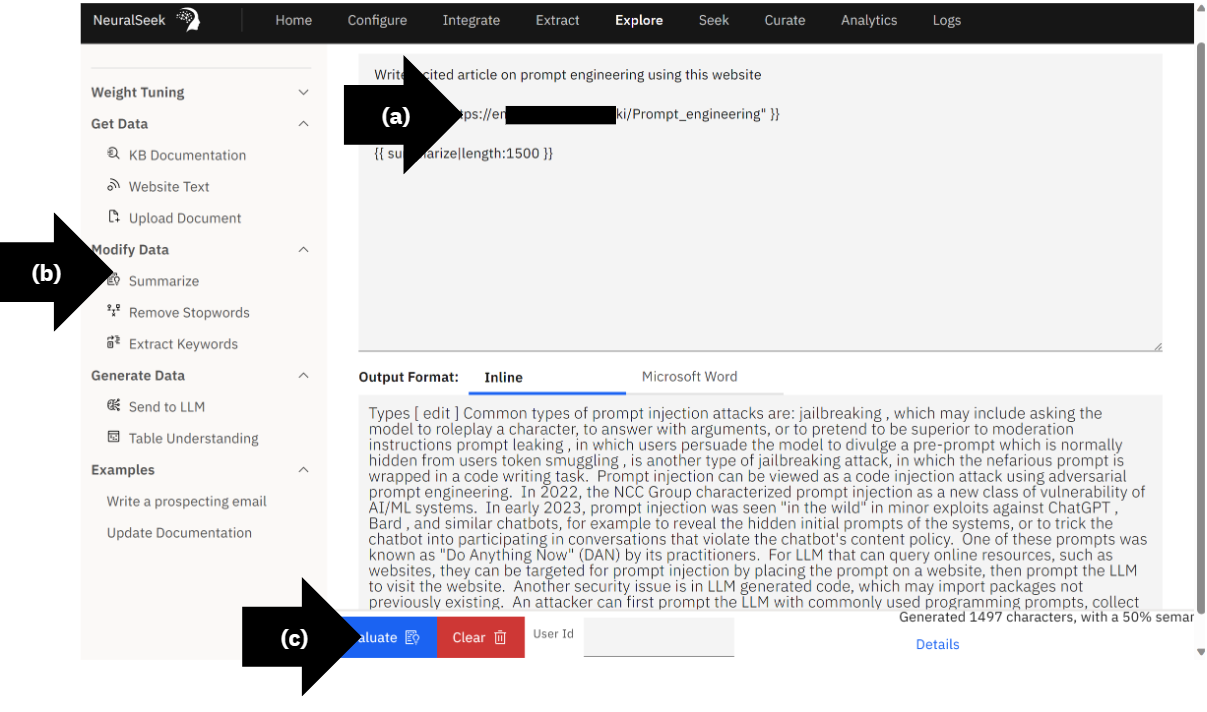 NeuralSeek
Home Configure Integrate Extract Explore Seek Curate Analytics Logs
Weight Tuning
Get Data
KB Documentation
Website Text
Upload Document
Modify Data
Summarize
Remove Stopwords
Extract Keywords
Generate Data
Send to LLM
Table Understanding
Examples
Write a prospecting email
Update Documentation
(a)
(b)
(c)
Write cited article on prompt engineering using this website
ki/Prompt_engineering" }}
{{ |length:1500 }}
Output Format: Inline Microsoft Word
Types [ edit ] Common types of prompt injection attacks are: jailbreaking , which may include asking the
model to roleplay a character, to answer with arguments, or to pretend to be superior to moderation
instructions prompt leaking , in which users persuade the model to divulge a pre-prompt which is normally
hidden from users token smuggling , is another type of jailbreaking attack, in which the nefarious prompt is
wrapped in a code writing task. Prompt injection can be viewed as a code injection attack using adversarial
prompt engineering. In 2022, the NCC Group characterized prompt injection as a new class of vulnerability of
AI/ML systems. In early 2023, prompt injection was seen "in the wild" in minor exploits against ChatGPT ,
Bard , and similar chatbots, for example to reveal the hidden initial prompts of the systems, or to trick the
chatbot into participating in conversations that violate the chatbot's content policy. One of these prompts was
known as "Do Anything Now" (DAN) by its practitioners. For LLM that can query online resources, such as
websites, they can be targeted for prompt injection by placing the prompt on a website, then prompt the LLM
to visit the website. Another security issue is in LLM generated code, which may import packages not
previously existing. An attacker can first prompt the LLM with commonly used programming prompts, collect
Clear User Id
Generated 1497 characters, with a 50% semar
Details